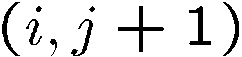 (i, j + 1)